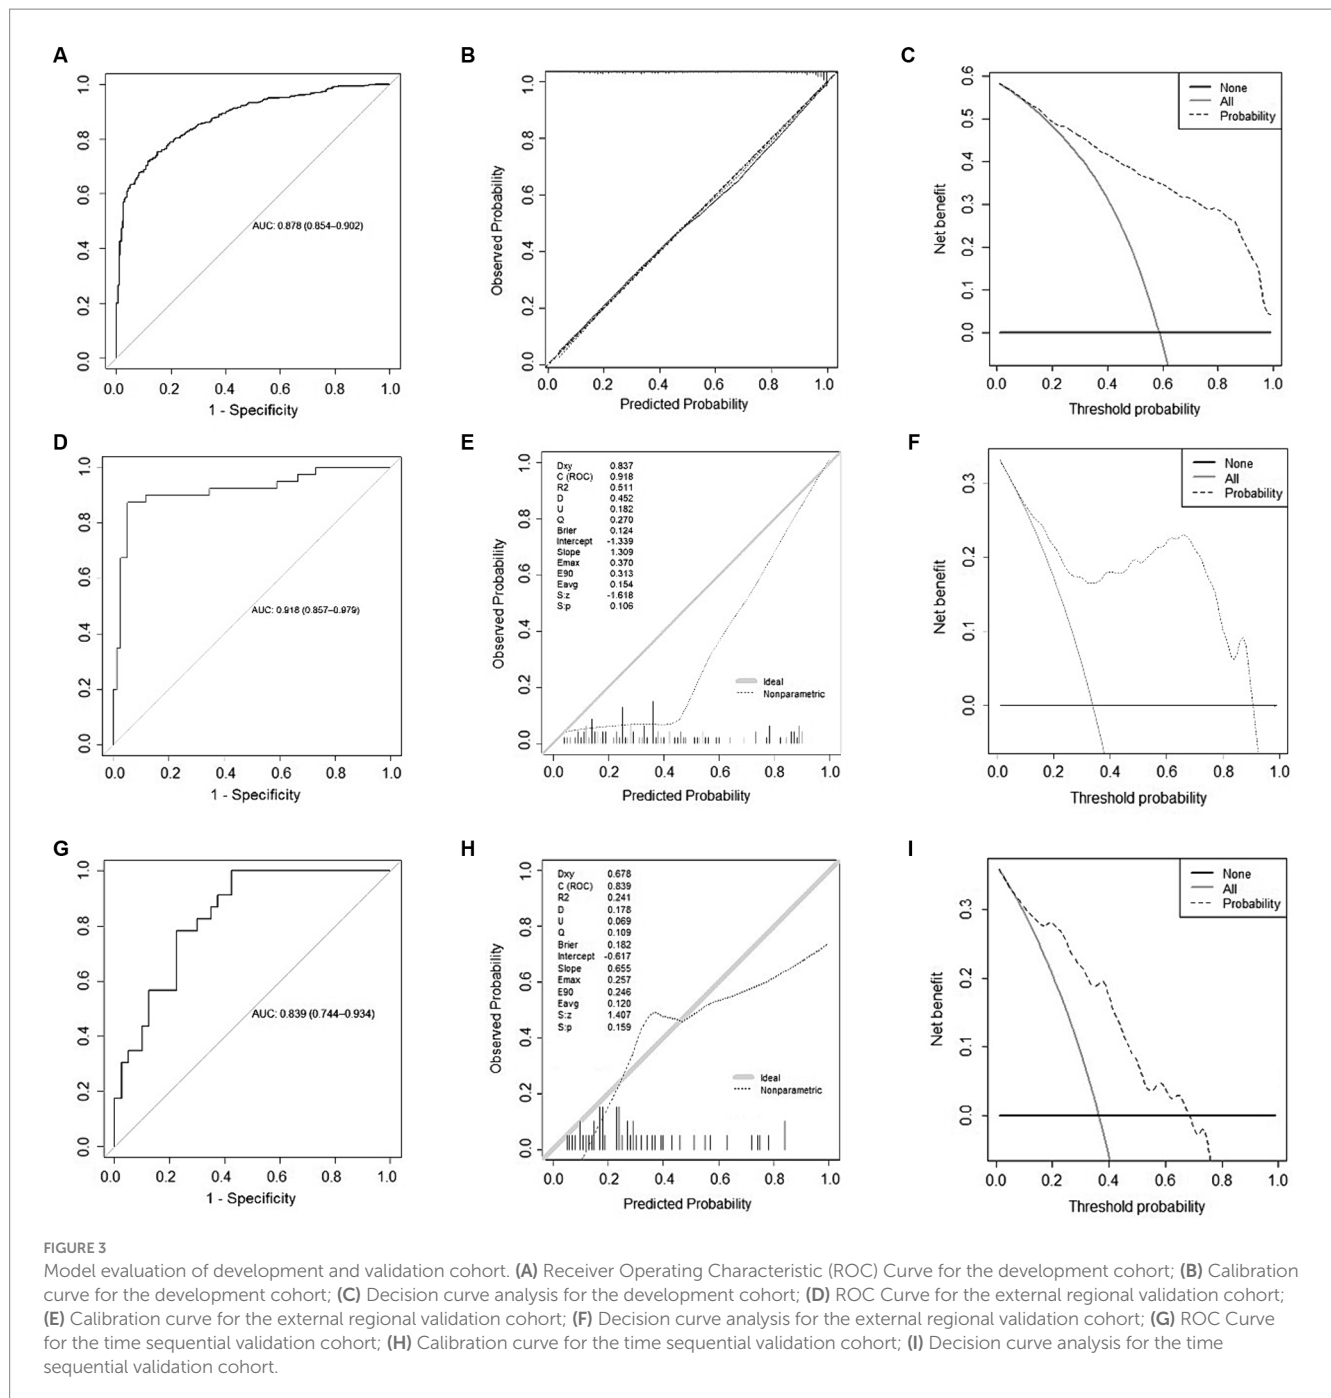 A
1.0
0.8
0.6
0.4
0.2
0.0
AUC: 0.878 (0.854–0.902)
0.0 0.2 0.4 0.6 0.8 1.0
1 - Specificity
B
Observed Probability
1.0
0.8
0.6
0.4
0.2
0.0
0.0 0.2 0.4 0.6 0.8 1.0
Predicted Probability
C
Net benefit
0.6
0.5
0.4
0.3
0.2
0.1
0.0
None
All
Probability
0.0 0.2 0.4 0.6 0.8 1.0
Threshold probability
D
1.0
0.8
0.6
0.4
0.2
0.0
AUC: 0.918 (0.857–0.979)
0.0 0.2 0.4 0.6 0.8 1.0
1 - Specificity
E
Observed Probability
1.0
0.8
0.6
0.4
0.2
0.0
Dxy 0.837
C (ROC) 0.918
R2 0.511
D 0.452
U 0.182
Q 0.270
Brier 0.124
Intercept -1.339
Slope 1.309
Emax 0.370
E90 0.313
Eavg 0.154
S:z -1.618
S:p 0.106
Ideal
Nonparametric
0.0 0.2 0.4 0.6 0.8 1.0
Predicted Probability
F
Net benefit
0.3
0.2
0.1
0.0
None
All
Probability
0.0 0.2 0.4 0.6 0.8 1.0
Threshold probability
G
1.0
0.8
0.6
0.4
0.2
0.0
AUC: 0.839 (0.744–0.934)
0.0 0.2 0.4 0.6 0.8 1.0
1 - Specificity
H
Observed Probability
1.0
0.8
0.6
0.4
0.2
0.0
Dxy 0.678
C (ROC) 0.839
R2 0.241
D 0.178
U 0.069
Q 0.109
Brier 0.182
Intercept -0.617
Slope 0.655
Emax 0.257
E90 0.246
Eavg 0.120
S:z 1.407
S:p 0.159
Ideal
Nonparametric
0.0 0.2 0.4 0.6 0.8 1.0
Predicted Probability
I
Net benefit
0.3
0.2
0.1
0.0
None
All
Probability
0.0 0.2 0.4 0.6 0.8 1.0
Threshold probability
FIGURE 3
Model evaluation of development and validation cohort. (A) Receiver Operating Characteristic (ROC) Curve for the development cohort; (B) Calibration
curve for the development cohort; (C) Decision curve analysis for the development cohort; (D) ROC Curve for the external regional validation cohort;
(E) Calibration curve for the external regional validation cohort; (F) Decision curve analysis for the external regional validation cohort; (G) ROC Curve
for the time sequential validation cohort; (H) Calibration curve for the time sequential validation cohort; (I) Decision curve analysis for the time
sequential validation cohort.